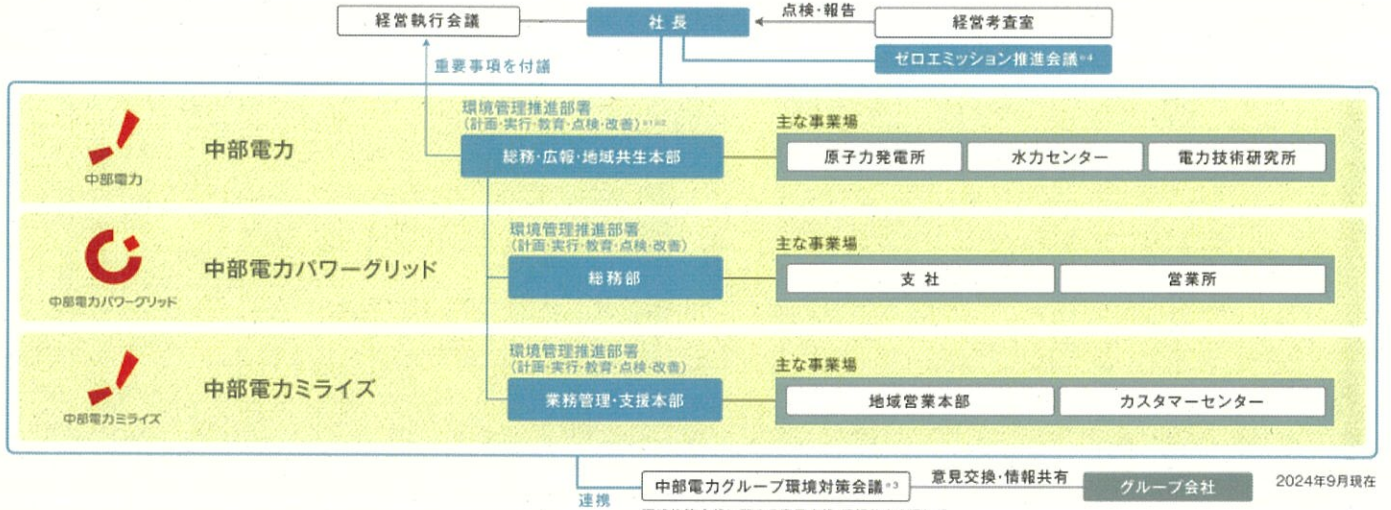 経営執行会議
社長
点検・報告
経営考査室
ゼロエミッション推進会議※4
重要事項を付議
中部電力
中部電力
環境管理推進部署
(計画・実行・教育・点検・改善)
総務・広報・地域共生本部
主な事業場
原子力発電所
水力センター
電力技術研究所
中部電力パワーグリッド
中部電力パワーグリッド
環境管理推進部署
(計画・実行・教育・点検・改善)
総務部
主な事業場
支社
営業所
中部電力ミライズ
中部電力ミライズ
環境管理推進部署
(計画・実行・教育・点検・改善)
業務管理・支援本部
主な事業場
地域営業本部
カスタマーセンター
連携
中部電力グループ環境対策会議※3
意見交換・情報共有
グループ会社
2024年9月現在